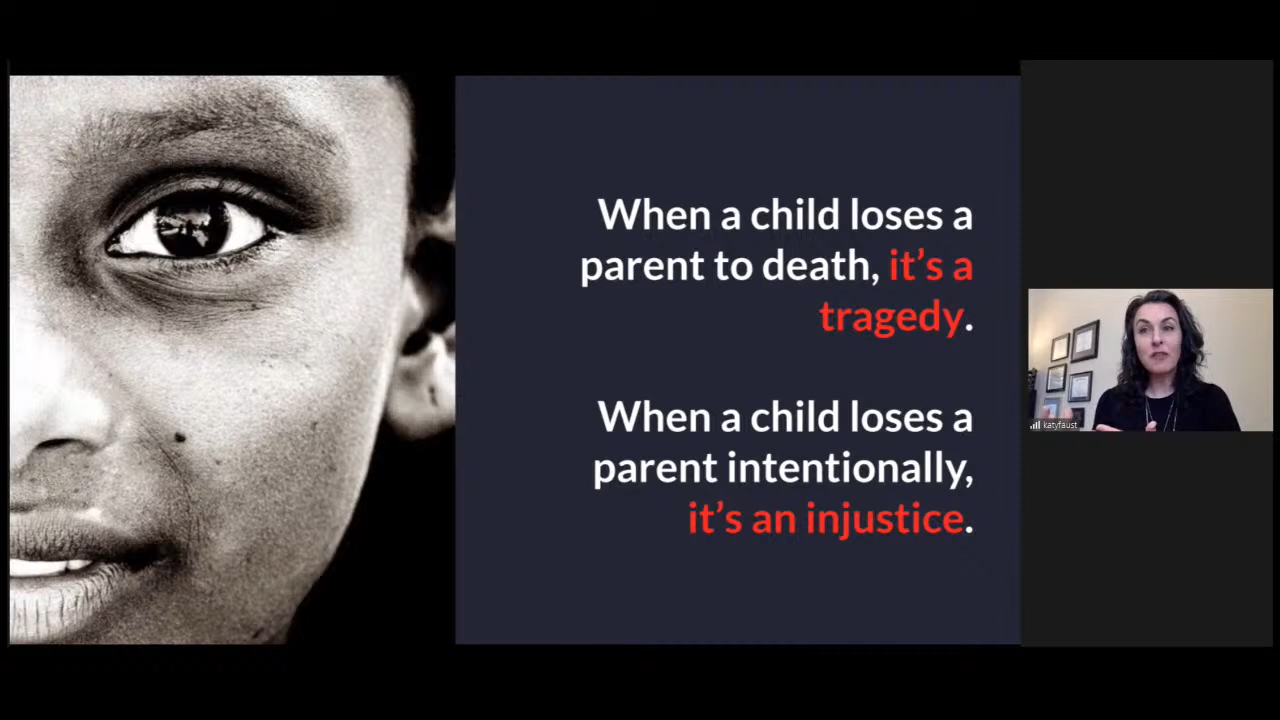 When a child loses a
parent to death, it's a
tragedy.
When a child loses a
parent intentionally,
it's an injustice.
katyfaust